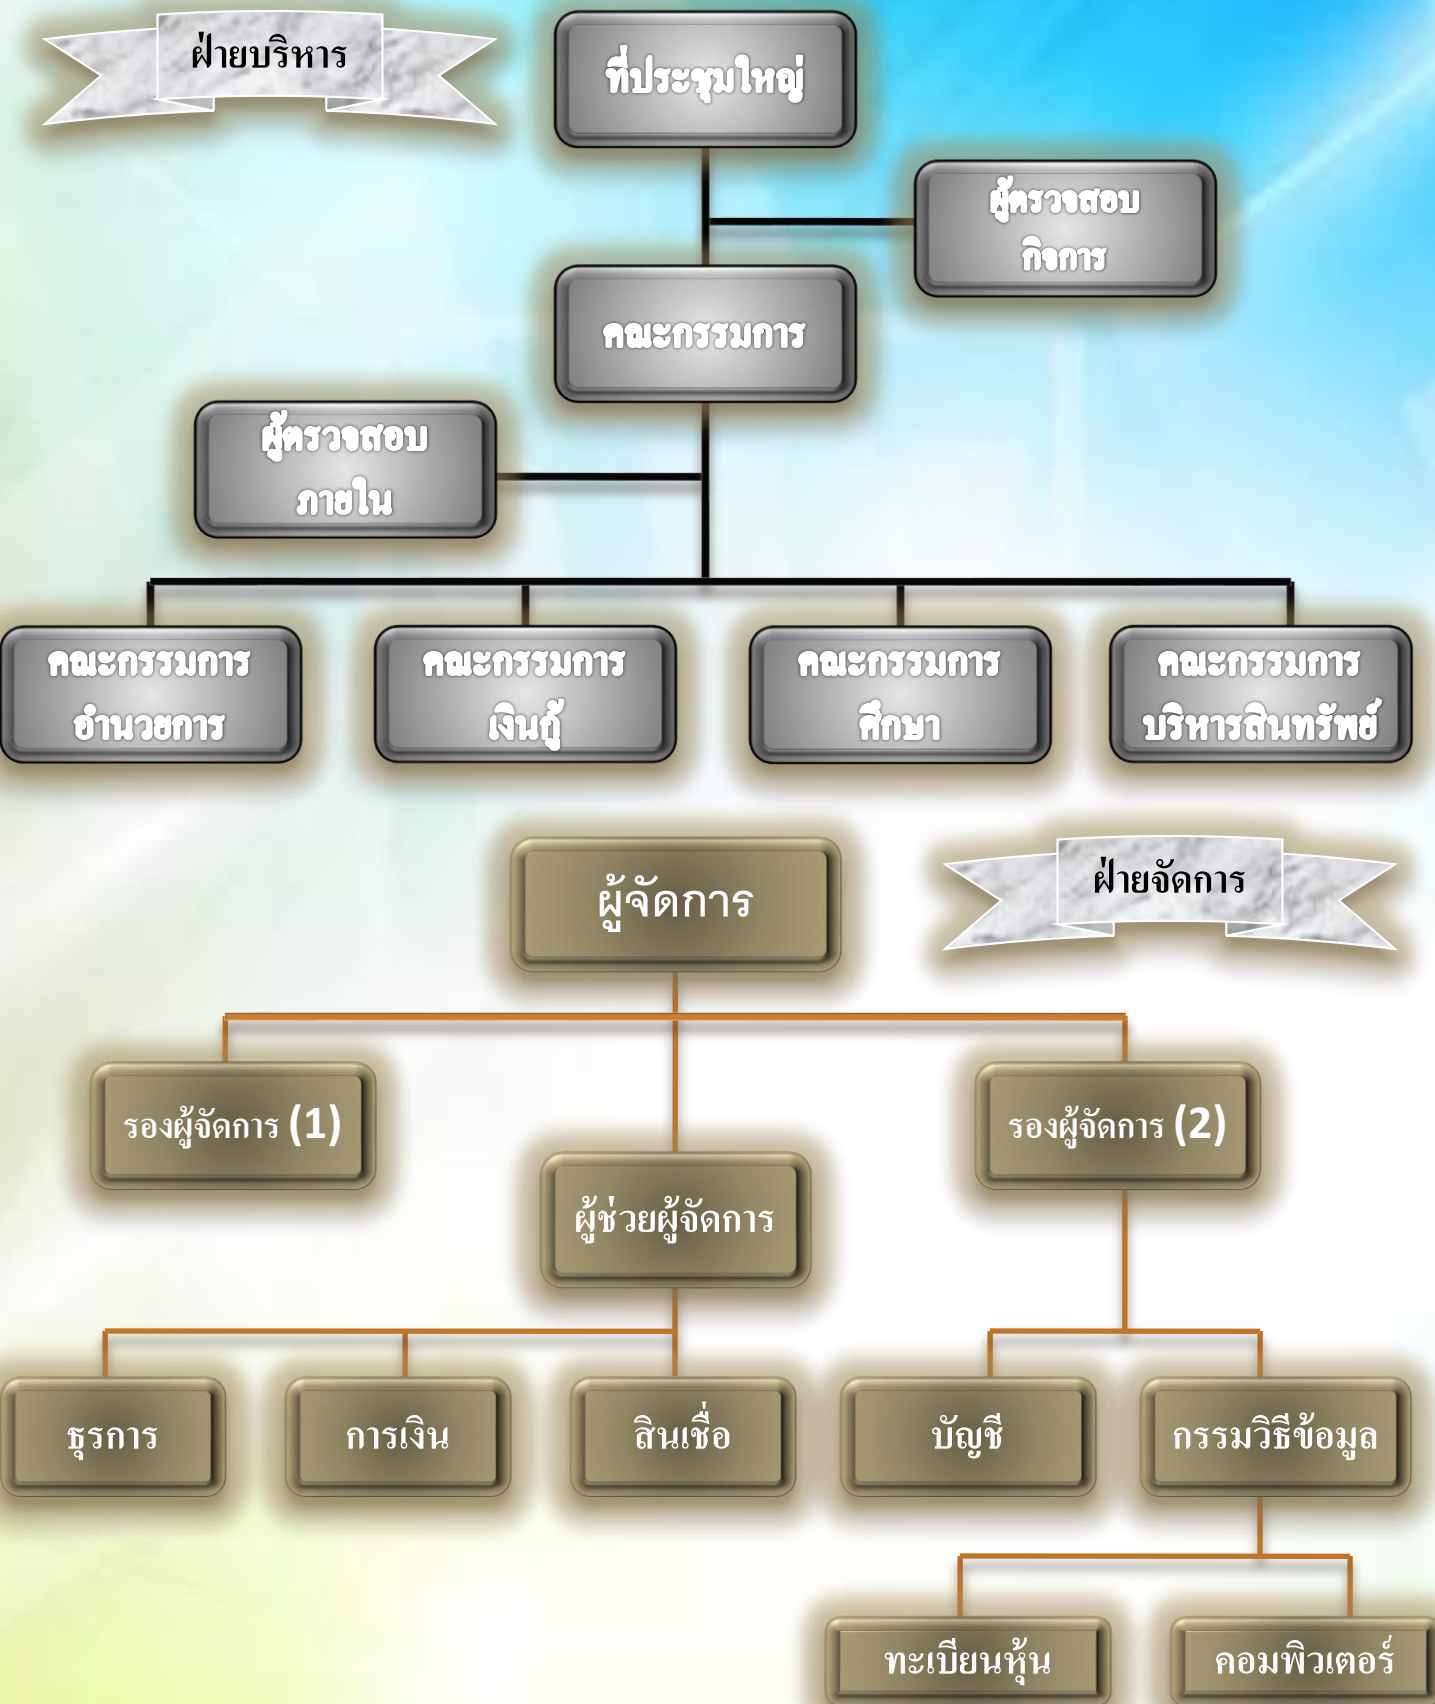 ฝ่ายบริหาร
ที่ประชุมใหญ่
ผู้ตรวจสอบ
กิจการ
คณะกรรมการ
ผู้ตรวจสอบ
ภายใน
คณะกรรมการ
อำนวยการ
คณะกรรมการ
เงินกู้
คณะกรรมการ
ศึกษา
คณะกรรมการ
บริหารสินทรัพย์
ผู้จัดการ
ฝ่ายจัดการ
รองผู้จัดการ (1)
รองผู้จัดการ (2)
ผู้ช่วยผู้จัดการ
ธุรการ
การเงิน
สินเชื่อ
บัญชี
กรรมวิธีข้อมูล
ทะเบียนหุ้น
คอมพิวเตอร์